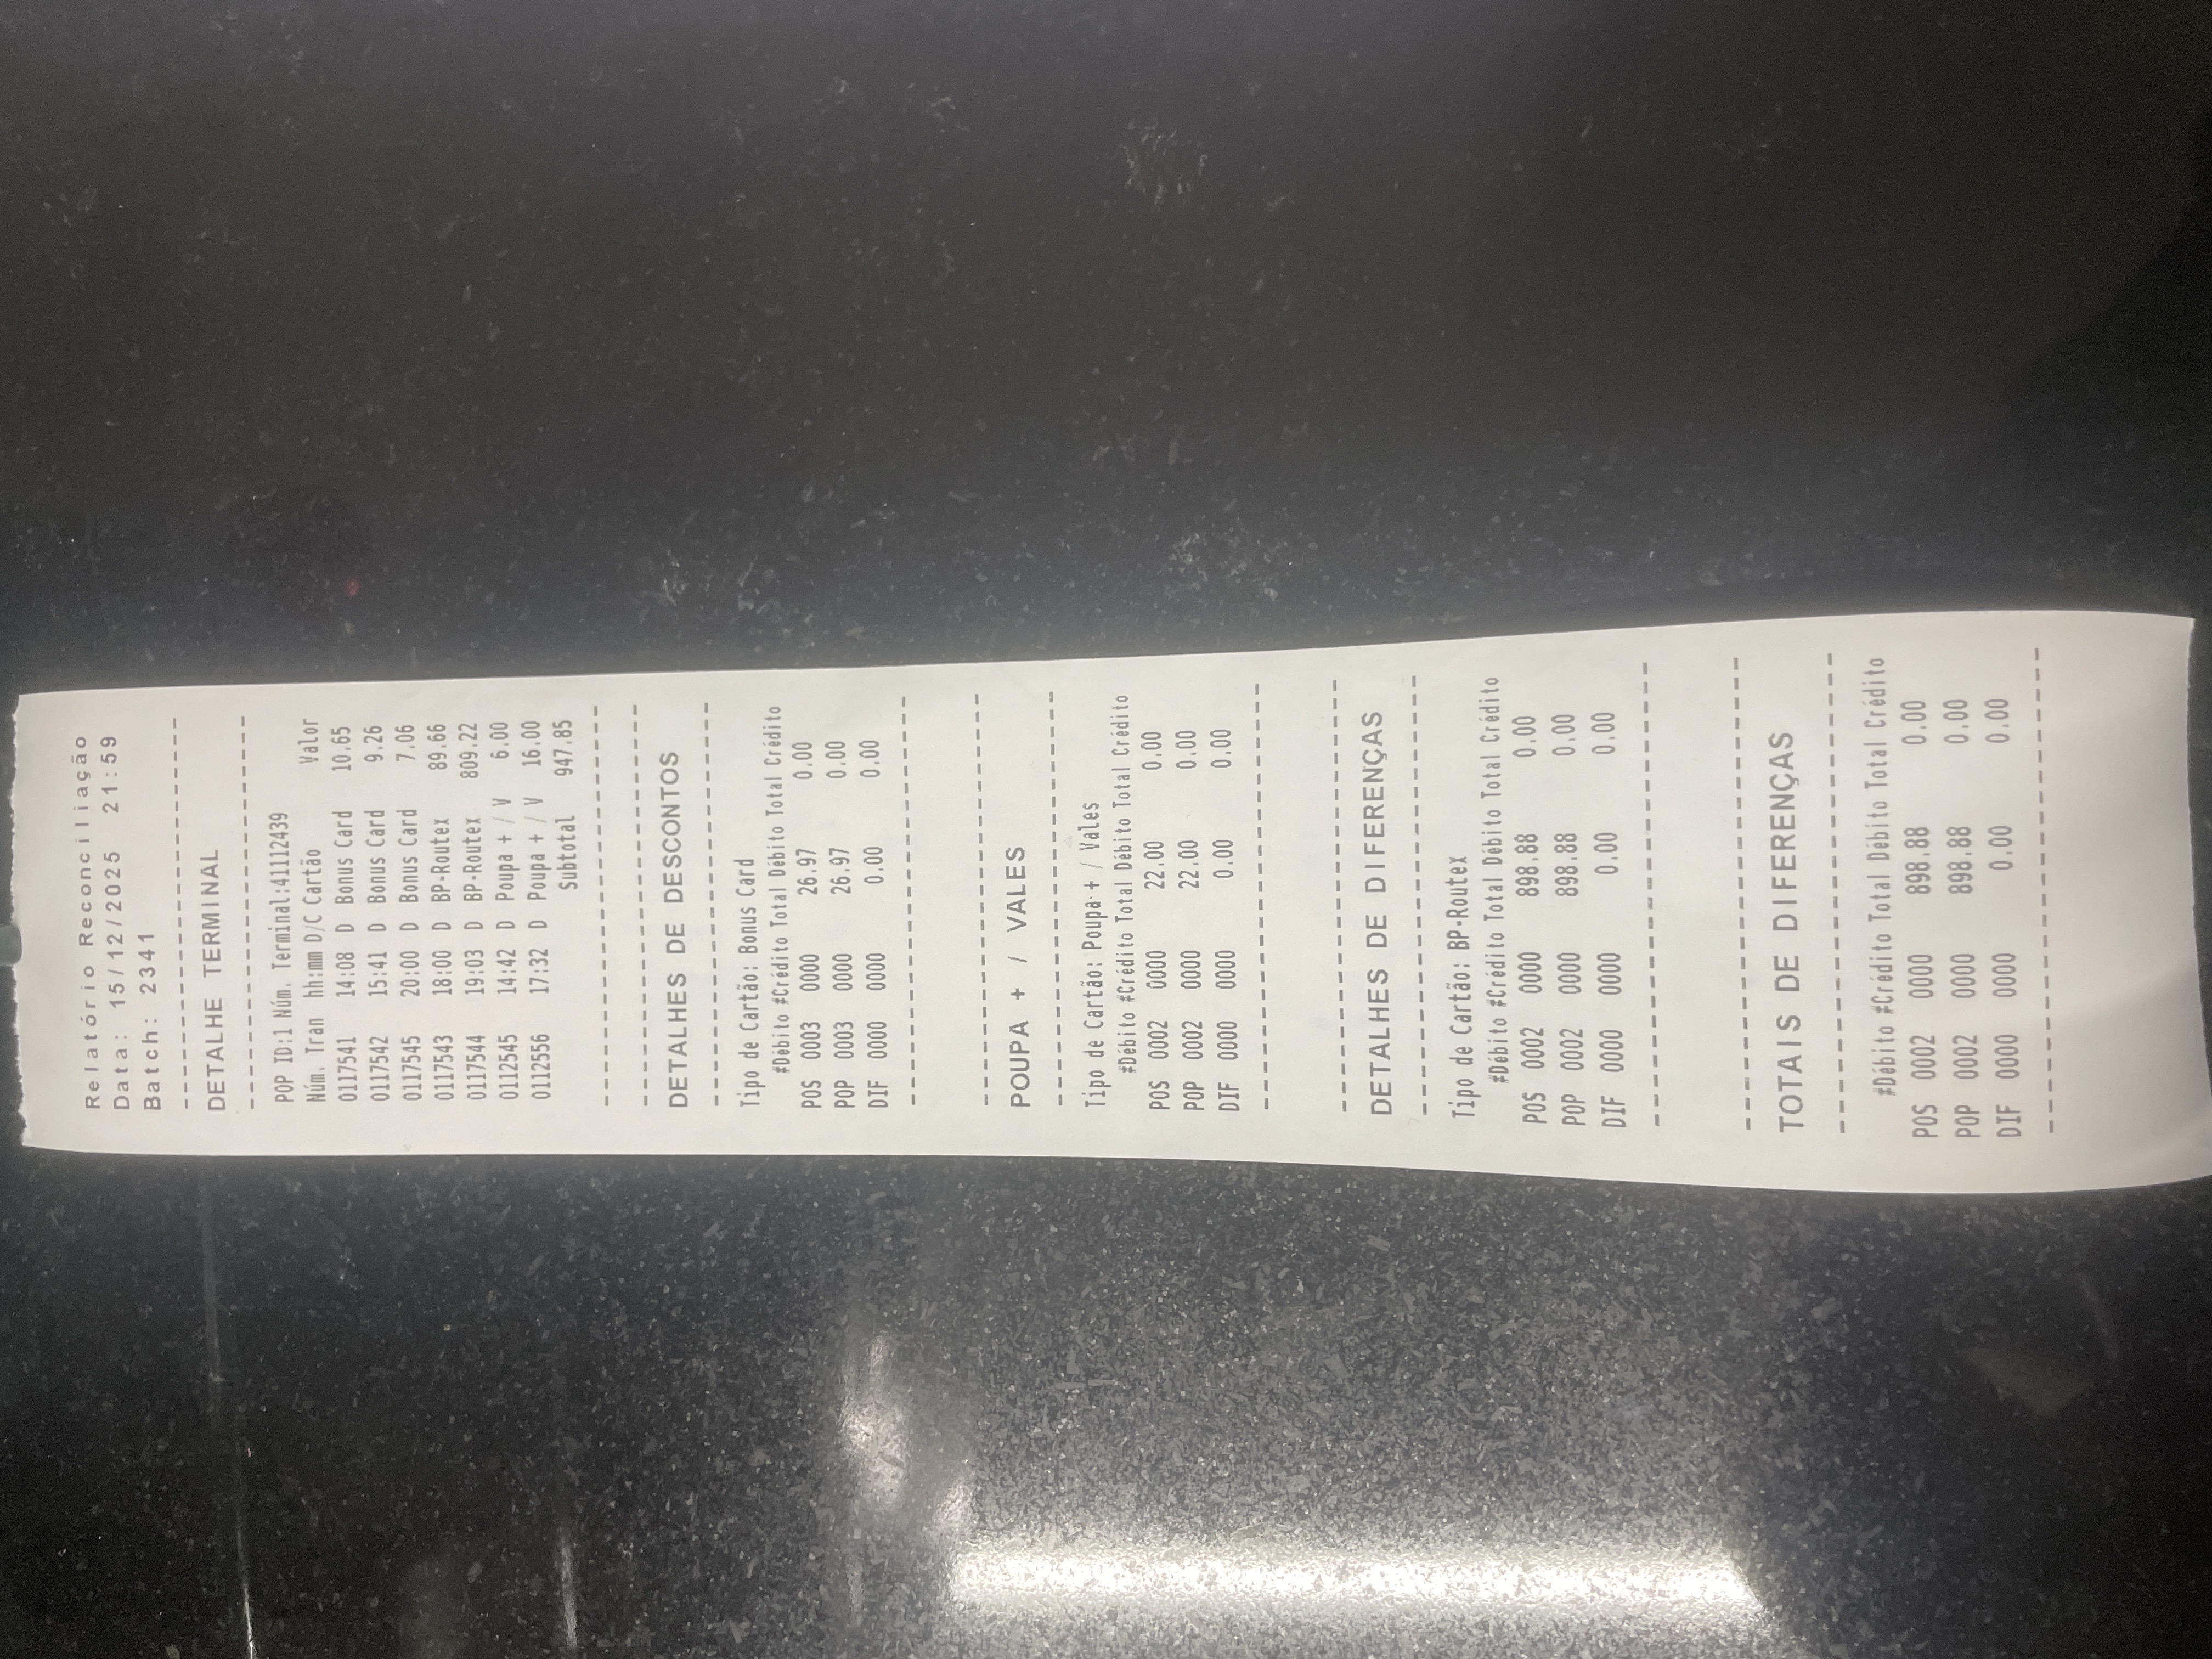 Relatório Reconciliação
Data: 15/12/2025 21:59
Batch: 2341
--------------------
DETALHE TERMINAL
--------------------
POP ID:1 Núm. Terminal:41112439
Núm. Tran hh:mm D/C Cartão Valor
0117541 14:08 D Bonus Card 10.65
0117542 15:41 D Bonus Card 9.26
0117545 20:00 D Bonus Card 7.06
0117543 18:00 D BP-Routex 89.66
0117544 19:03 D BP-Routex 809.22
0112545 14:42 D Poupa + / V 6.00
0112556 17:32 D Poupa + / V 16.00
Subtotal 947.85
--------------------
--------------------
DETALHES DE DESCONTOS
--------------------
Tipo de Cartão: Bonus Card
#Débito #Crédito Total Débito Total Crédito
POS 0003 0000 26.97 0.00
POP 0003 0000 26.97 0.00
DIF 0000 0000 0.00 0.00
--------------------
--------------------
POUPA + / VALES
--------------------
Tipo de Cartão: Poupa + / Vales
#Débito #Crédito Total Débito Total Crédito
POS 0002 0000 22.00 0.00
POP 0002 0000 22.00 0.00
DIF 0000 0000 0.00 0.00
--------------------
--------------------
DETALHES DE DIFERENÇAS
--------------------
Tipo de Cartão: BP-Routex
#Débito #Crédito Total Débito Total Crédito
POS 0002 0000 898.88 0.00
POP 0002 0000 898.88 0.00
DIF 0000 0000 0.00 0.00
--------------------
--------------------
TOTAIS DE DIFERENÇAS
--------------------
#Débito #Crédito Total Débito Total Crédito
POS 0002 0000 898.88 0.00
POP 0002 0000 898.88 0.00
DIF 0000 0000 0.00 0.00
--------------------